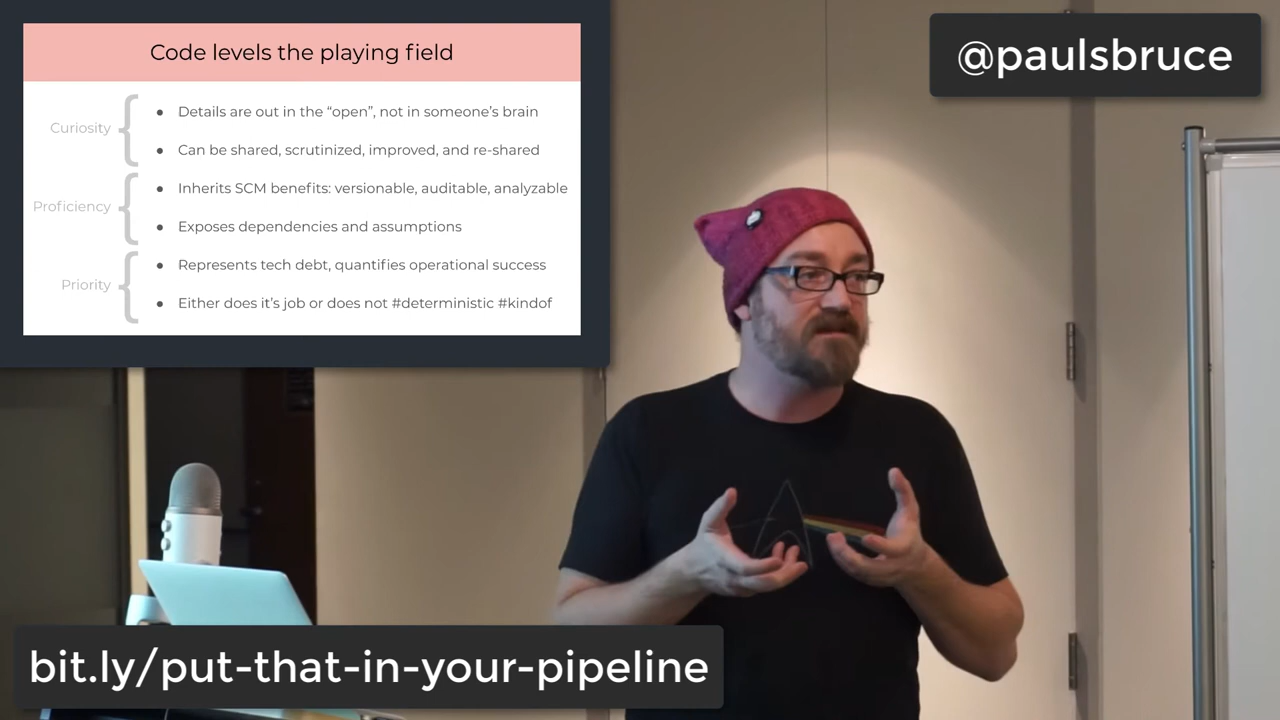 Code levels the playing field
Curiosity
• Details are out in the “open”, not in someone’s brain
• Can be shared, scrutinized, improved, and re-shared
Proficiency
• Inherits SCM benefits: versionable, auditable, analyzable
• Exposes dependencies and assumptions
Priority
• Represents tech debt, quantifies operational success
• Either does it’s job or does not #deterministic #kindof
@paulsbruce
bit.ly/put-that-in-your-pipeline